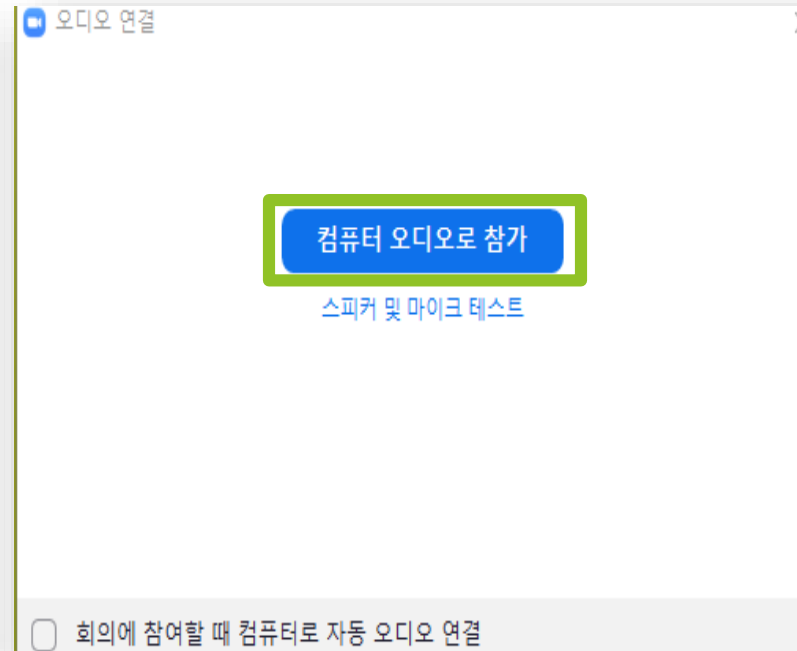 오디오 연결
컴퓨터 오디오로 참가
스피커 및 마이크 테스트
회의에 참여할 때 컴퓨터로 자동 오디오 연결